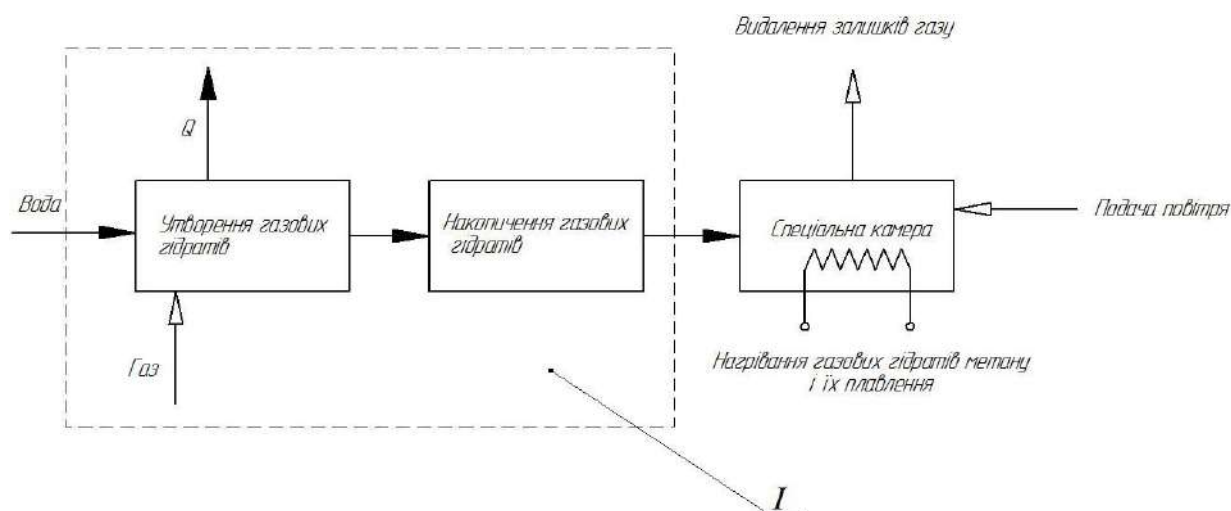 Видалення залишків газу
Q
Вода
Утворення газових
гідратів
Накопичення газових
гідратів
Спеціальна камера
Подача повітря
Газ
Нагрівання газових гідратів метану
і їх плавлення
I